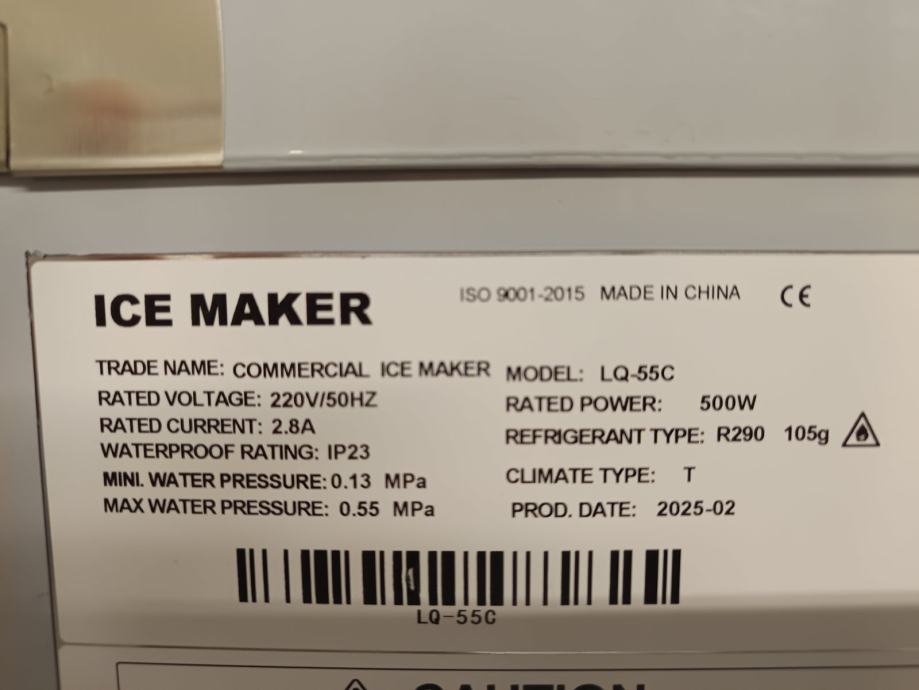 ICE MAKER
ISO 9001-2015 MADE IN CHINA CE
TRADE NAME: COMMERCIAL ICE MAKER
MODEL: LQ-55C
RATED VOLTAGE: 220V/50HZ
RATED POWER: 500W
RATED CURRENT: 2.8A
REFRIGERANT TYPE: R290 105g
WATERPROOF RATING: IP23
CLIMATE TYPE: T
MINI. WATER PRESSURE: 0.13 MPa
MAX WATER PRESSURE: 0.55 MPa
PROD. DATE: 2025-02
LQ-55C
CAUTION